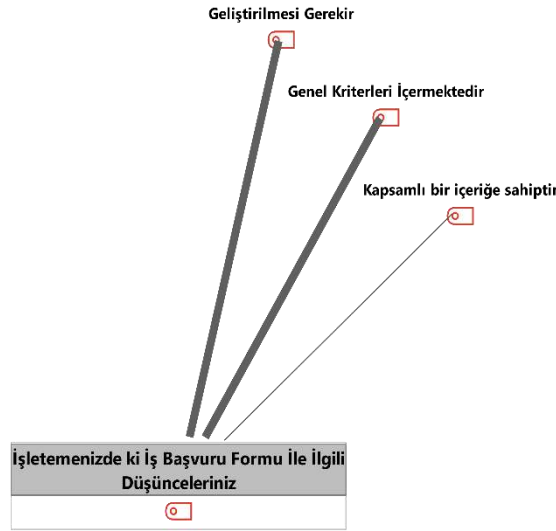 Geliştirilmesi Gerekir
Genel Kriterleri İçermektedir
Kapsamlı bir içeriğe sahiptir
İşletemenizde ki İş Başvuru Formu İle İlgili
Düşünceleriniz